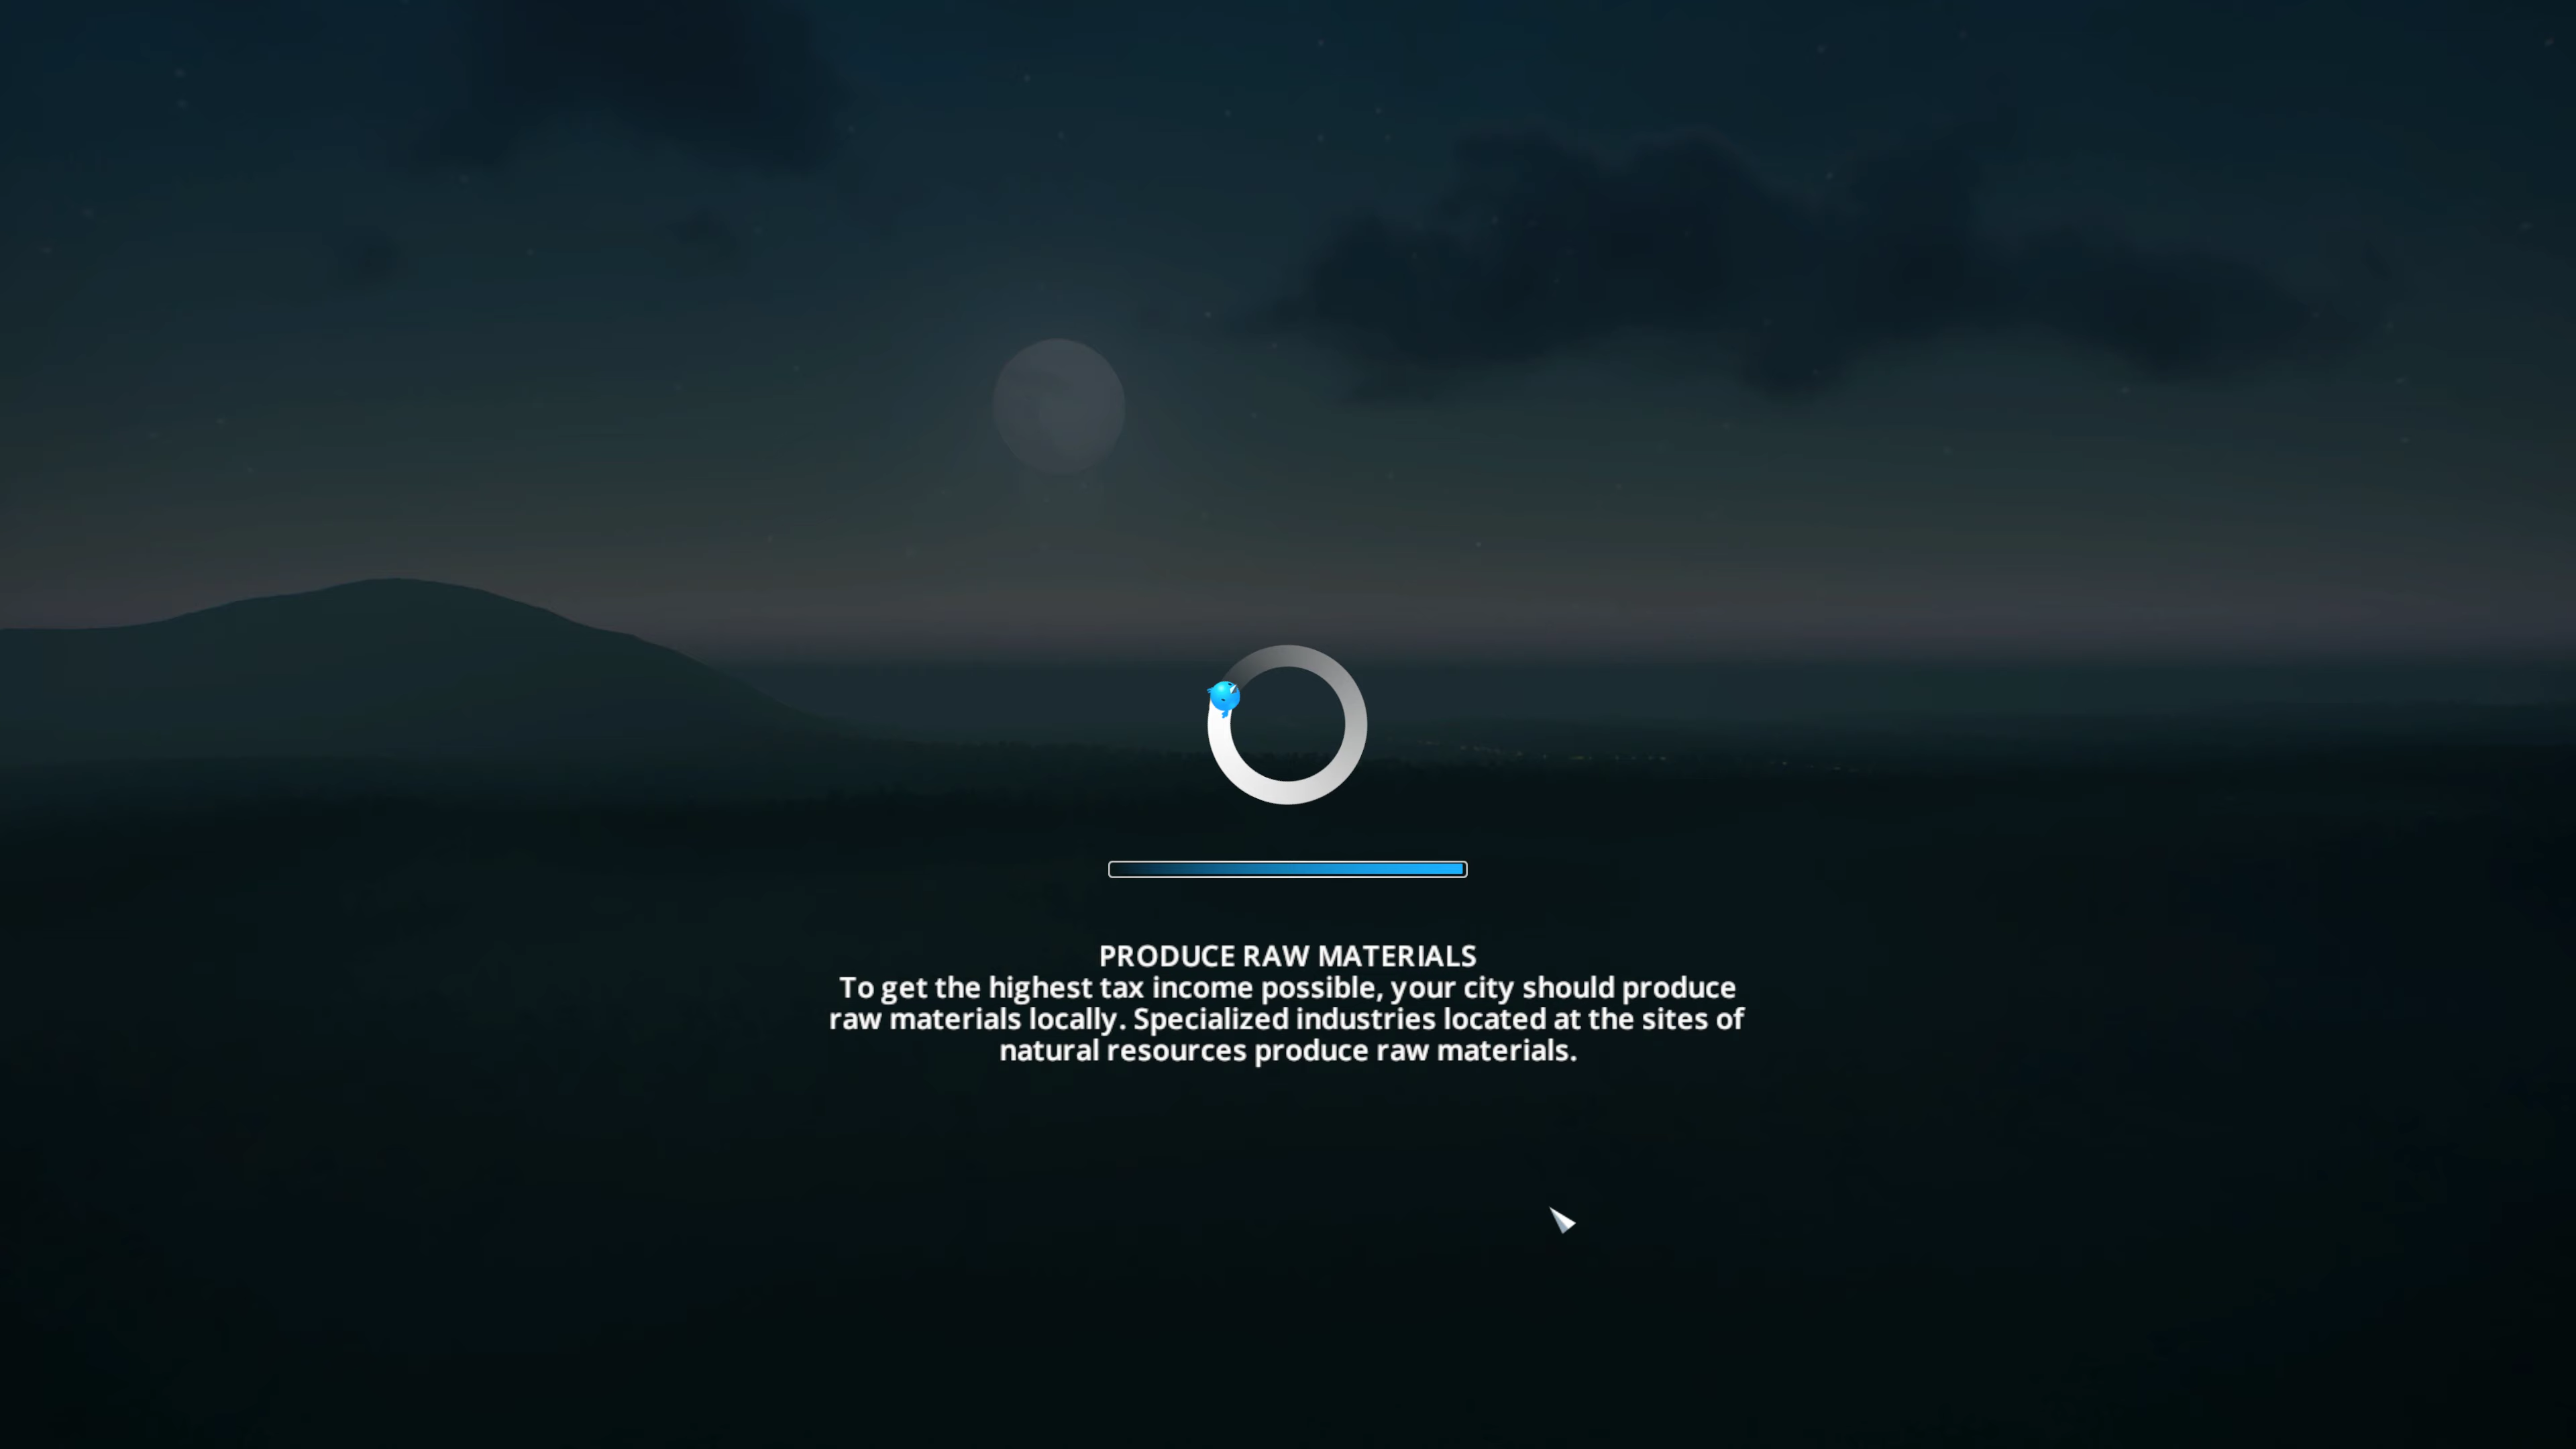 PRODUCE RAW MATERIALS
To get the highest tax income possible, your city should produce
raw materials locally. Specialized industries located at the sites of
natural resources produce raw materials.